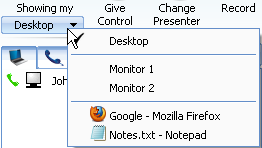 Showing my Give Change Record
Control Presenter
Desktop
Desktop
Monitor 1
Monitor 2
Joh
Google - Mozilla Firefox
Notes.txt - Notepad